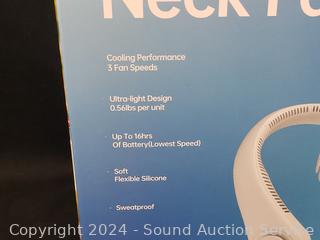 Neck
Cooling Performance
3 Fan Speeds
Ultra-light Design
0.56lbs per unit
Up To 16hrs
Of Battery(Lowest Speed)
Soft
Flexible Silicone
Sweatproof
Copyright 2024 - Sound Auction Service